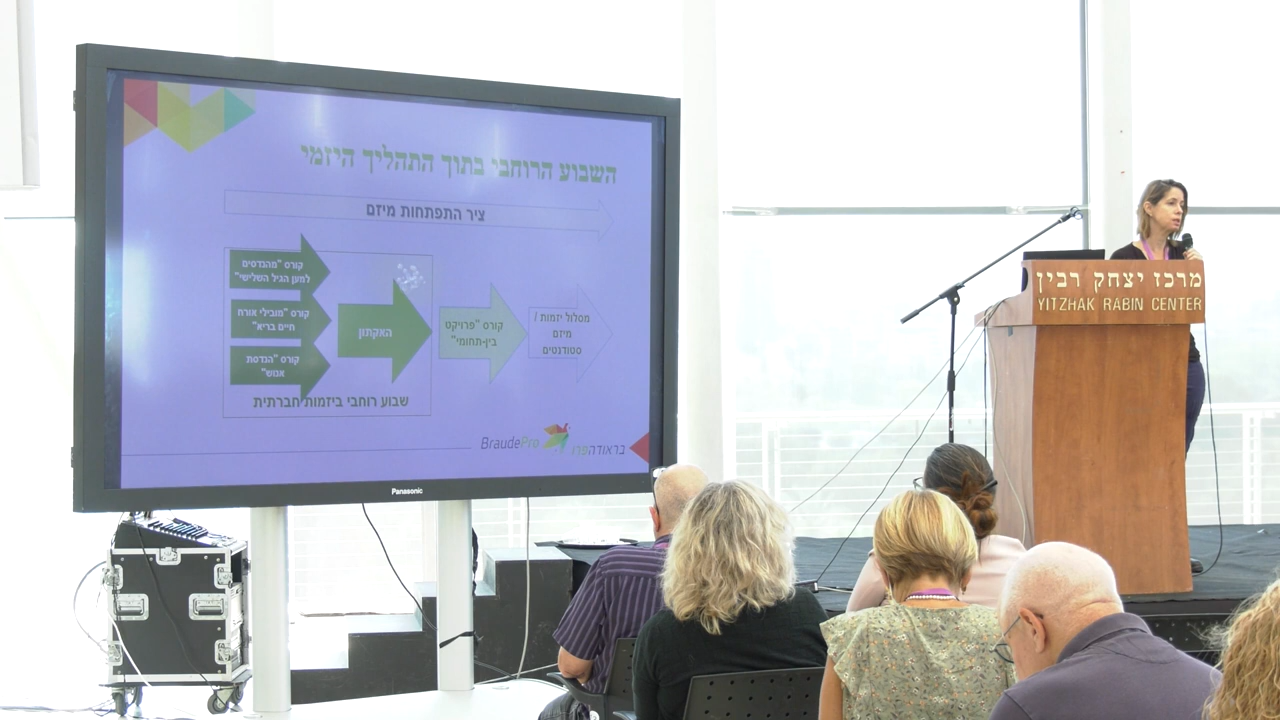 השבוע הרוחבי בתוך התהליך היזמי
ציר התפתחות מיזם
קורס "מהנדסים
למען הגיל השלישי"
קורס "מובילי אורח
חיים בריא"
קורס "הנדסת
אנוש"
האקתון
קורס "פרויקט
בין-תחומי"
מסלול יזמות /
מיזם
סטודנטים
שבוע רוחבי ביזמות חברתית
BraudePro
בראודהפרו
Panasonic
מרכז יצחק רבין
YITZHAK RABIN CENTER